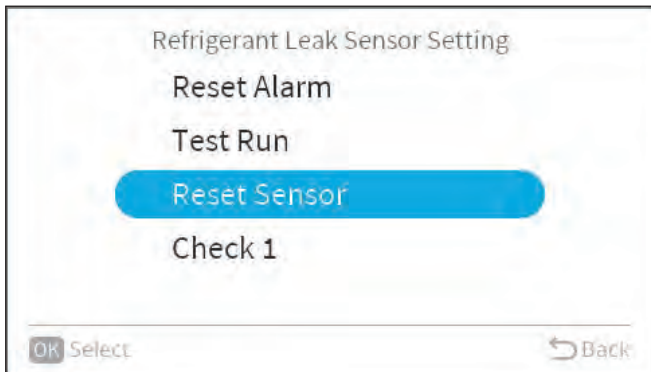 Refrigerant Leak Sensor Setting
Reset Alarm
Test Run
Reset Sensor
Check 1
OK Select Back